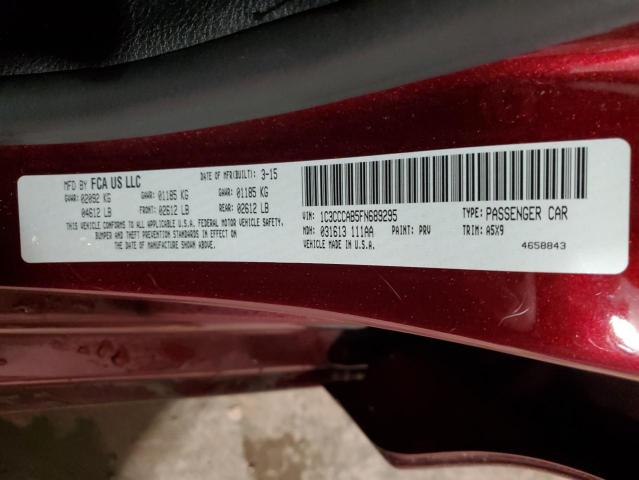 MFD BY FCA US LLC
DATE OF MFR(BUILT): 3-15
GVWR: 02092 KG GAWR: 01185 KG GAWR: 01185 KG
04612 LB FRONT: 02612 LB REAR: 02612 LB
THIS VEHICLE CONFORMS TO ALL APPLICABLE FEDERAL MOTOR VEHICLE SAFETY,
BUMPER AND THEFT PREVENTION STANDARDS IN EFFECT ON
THE DATE OF MANUFACTURE SHOWN ABOVE.
VIN: 1C3CCCAB5FN689295 TYPE: PASSENGER CAR
MDH: 031613 111AA PAINT: PRV TRIM: A5X9
VEHICLE MADE IN U.S.A.
4658843